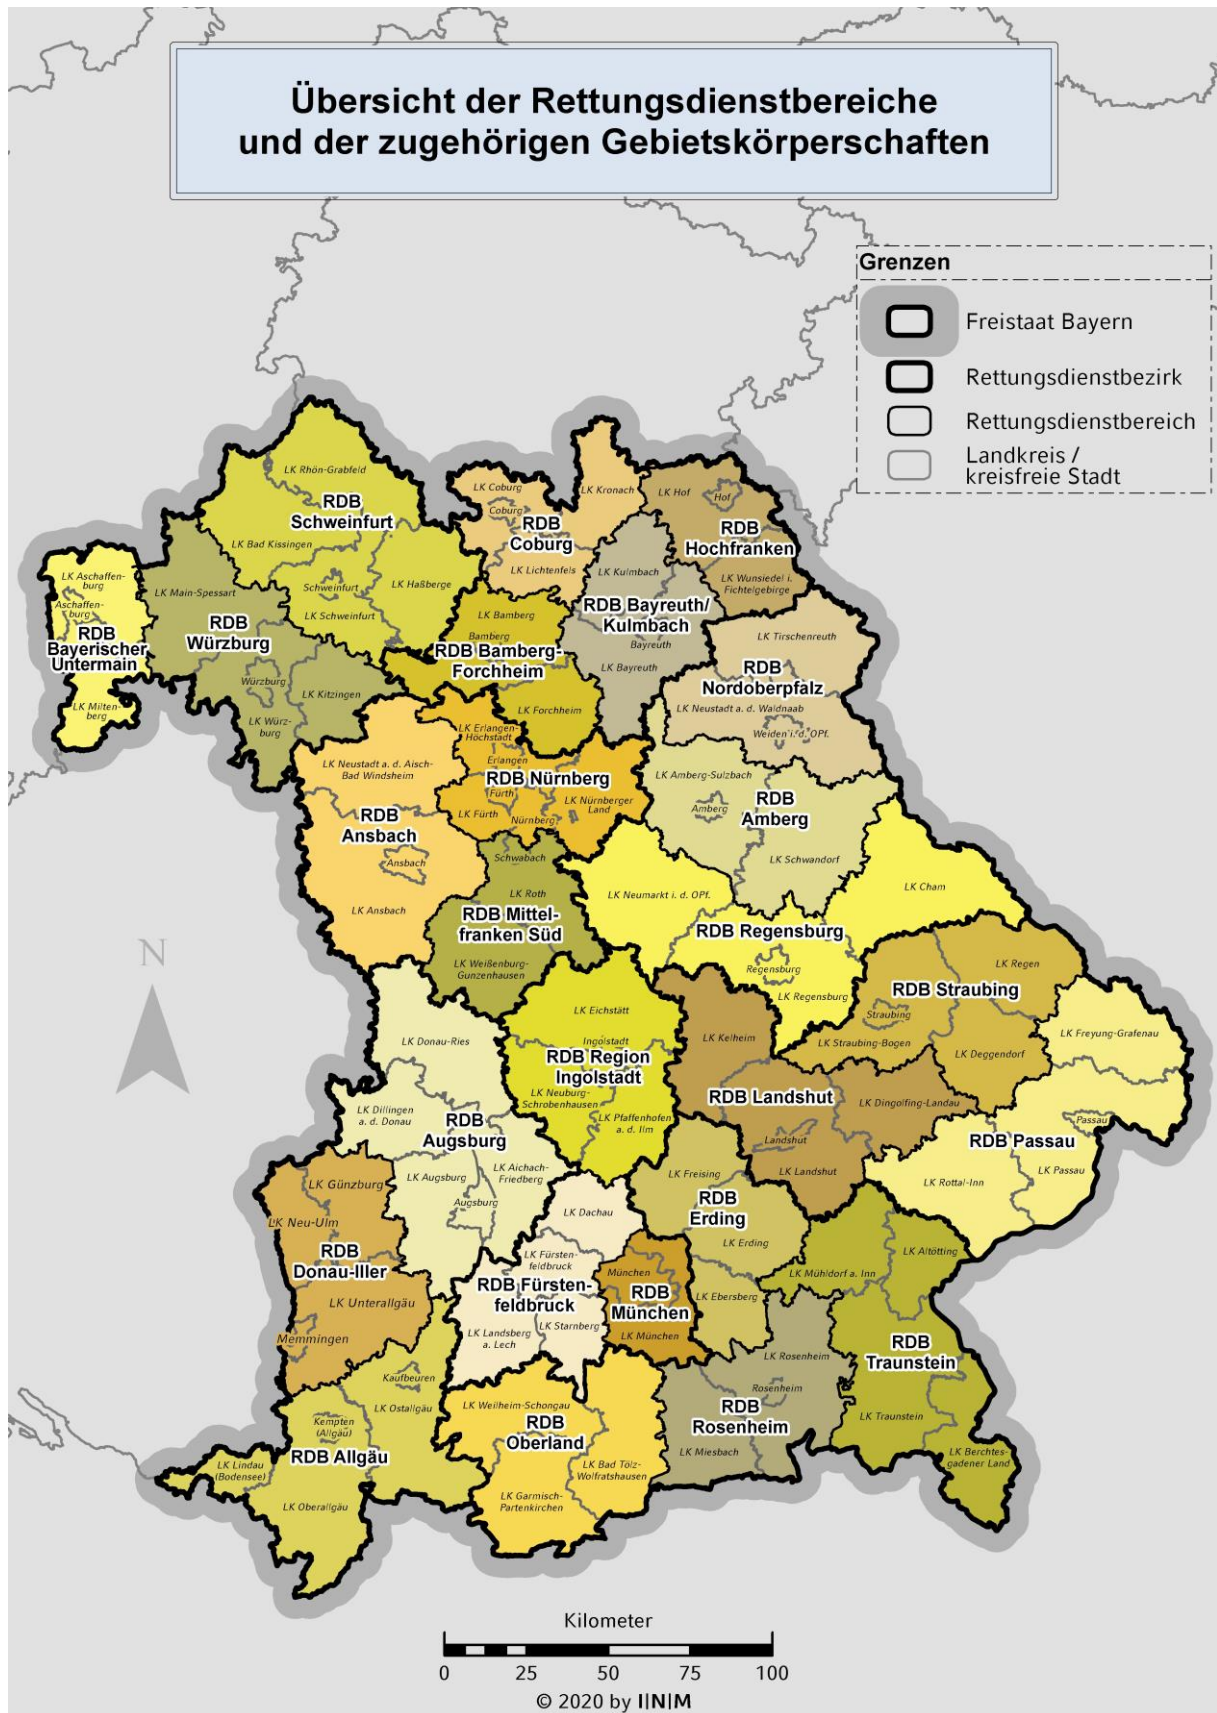 Übersicht der Rettungsdienstbereiche
und der zugehörigen Gebietskörperschaften
Grenzen
Freistaat Bayern
Rettungsdienstbezirk
Rettungsdienstbereich
Landkreis /
kreisfreie Stadt
LK Rhön-Grabfeld
RDB
Schweinfurt
LK Bad Kissingen
Schweinfurt
LK Haßberge
LK Schweinfurt
LK Coburg
Coburg
LK Kronach
RDB
Coburg
LK Lichtenfels
LK Hof
Hof
RDB
Hochfranken
LK Wunsiedel i.
Fichtelgebirge
LK Aschaffen-
burg
Aschaffen-
burg
RDB
Bayerischer
Untermain
LK Milten-
berg
LK Main-Spessart
RDB
Würzburg
Würzburg
LK Kitzingen
LK Würz-
burg
LK Bamberg
Bamberg
RDB Bamberg-
Forchheim
LK Forchheim
LK Kulmbach
RDB Bayreuth/
Kulmbach
Bayreuth
LK Bayreuth
LK Tirschenreuth
RDB
Nordoberpfalz
LK Neustadt a. d. Waldnaab
Weiden i. d. OPf.
LK Neustadt a. d. Aisch-
Bad Windsheim
RDB
Ansbach
Ansbach
LK Ansbach
LK Erlangen-
Höchstadt
Erlangen
RDB Nürnberg
Fürth
LK Fürth
Nürnberg
LK Nürnberger
Land
LK Amberg-Sulzbach
RDB
Amberg
Amberg
LK Schwandorf
Schwabach
LK Roth
RDB Mittel-
franken Süd
LK Weißenburg-
Gunzenhausen
LK Neumarkt i. d. OPf.
LK Cham
RDB Regensburg
Regensburg
LK Regensburg
LK Regen
RDB Straubing
Straubing
LK Straubing-Bogen
LK Deggendorf
LK Freyung-Grafenau
Passau
RDB Passau
LK Passau
LK Rottal-Inn
N
LK Donau-Ries
LK Dillingen
a. d. Donau
RDB
Augsburg
LK Augsburg
LK Aichach-
Friedberg
Augsburg
LK Eichstätt
Ingolstadt
RDB Region
Ingolstadt
LK Neuburg-
Schrobenhausen
LK Pfaffenhofen
a. d. Ilm
LK Kelheim
RDB Landshut
LK Dingolfing-Landau
Landshut
LK Landshut
LK Günzburg
LK Neu-Ulm
RDB
Donau-Iller
LK Unterallgäu
Memmingen
LK Dachau
LK Fürsten-
feldbruck
RDB Fürsten-
feldbruck
LK Starnberg
LK Landsberg
a. Lech
München
RDB
München
LK München
LK Freising
RDB
Erding
LK Erding
LK Ebersberg
LK Altötting
LK Mühldorf a. Inn
RDB
Traunstein
LK Traunstein
LK Berchtes-
gadener Land
Kaufbeuren
LK Ostallgäu
Kempten
(Allgäu)
RDB Allgäu
LK Lindau
(Bodensee)
LK Oberallgäu
LK Weilheim-Schongau
RDB
Oberland
LK Bad Tölz-
Wolfratshausen
LK Garmisch-
Partenkirchen
LK Rosenheim
Rosenheim
RDB
Rosenheim
LK Miesbach
Kilometer
0 25 50 75 100
© 2020 by I|N|M